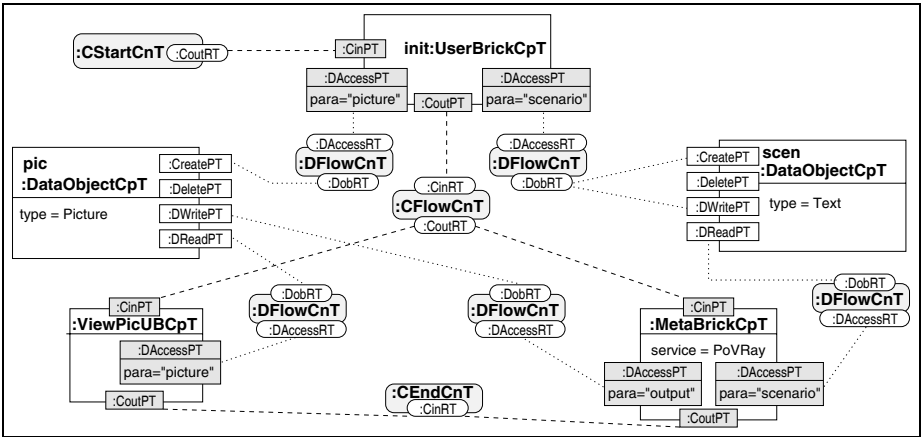 :CStartCnT
:CoutRT
:CinPT
init:UserBrickCpT
:DAccessPT
para="picture"
:CoutPT
:DAccessPT
para="scenario"
:DAccessRT
:DFlowCnT
:DobRT
:DAccessRT
:DFlowCnT
:DobRT
pic
:DataObjectCpT
type = Picture
:CreatePT
:DeletePT
:DWritePT
:DReadPT
:CinRT
:CFlowCnT
:CoutRT
:CreatePT
:DeletePT
:DWritePT
:DReadPT
scen
:DataObjectCpT
type = Text
:CinPT
:ViewPicUBCpT
:DAccessPT
para="picture"
:CoutPT
:DobRT
:DFlowCnT
:DAccessRT
:DobRT
:DFlowCnT
:DAccessRT
:CinPT
:MetaBrickCpT
service = PoVRay
:DAccessPT
para="output"
:DAccessPT
para="scenario"
:CoutPT
:DobRT
:DFlowCnT
:DAccessRT
:CEndCnT
:CinRT